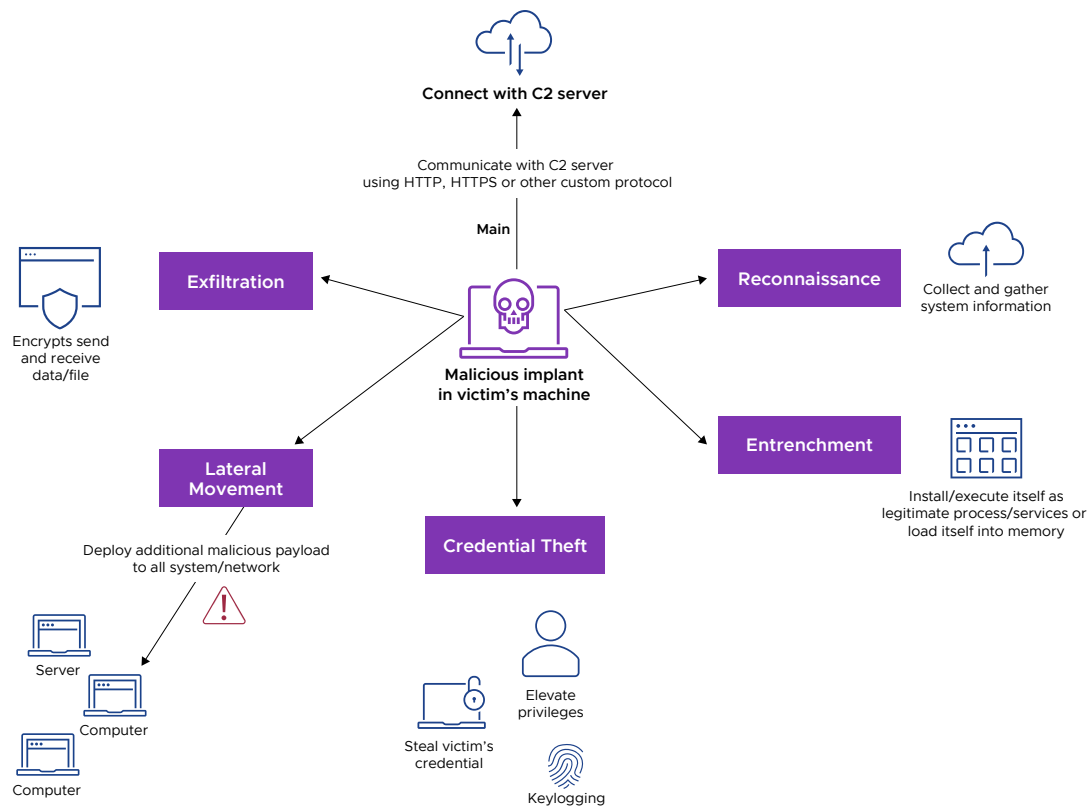 Connect with C2 server
Communicate with C2 server
using HTTP, HTTPS or other custom protocol
Main
Exfiltration
Encrypts send
and receive
data/file
Reconnaissance
Collect and gather
system information
Malicious implant
in victim's machine
Lateral
Movement
Deploy additional malicious payload
to all system/network
Server
Computer
Computer
Credential Theft
Elevate
privileges
Steal victim's
credential
Keylogging
Entrenchment
Install/execute itself as
legitimate process/services or
load itself into memory